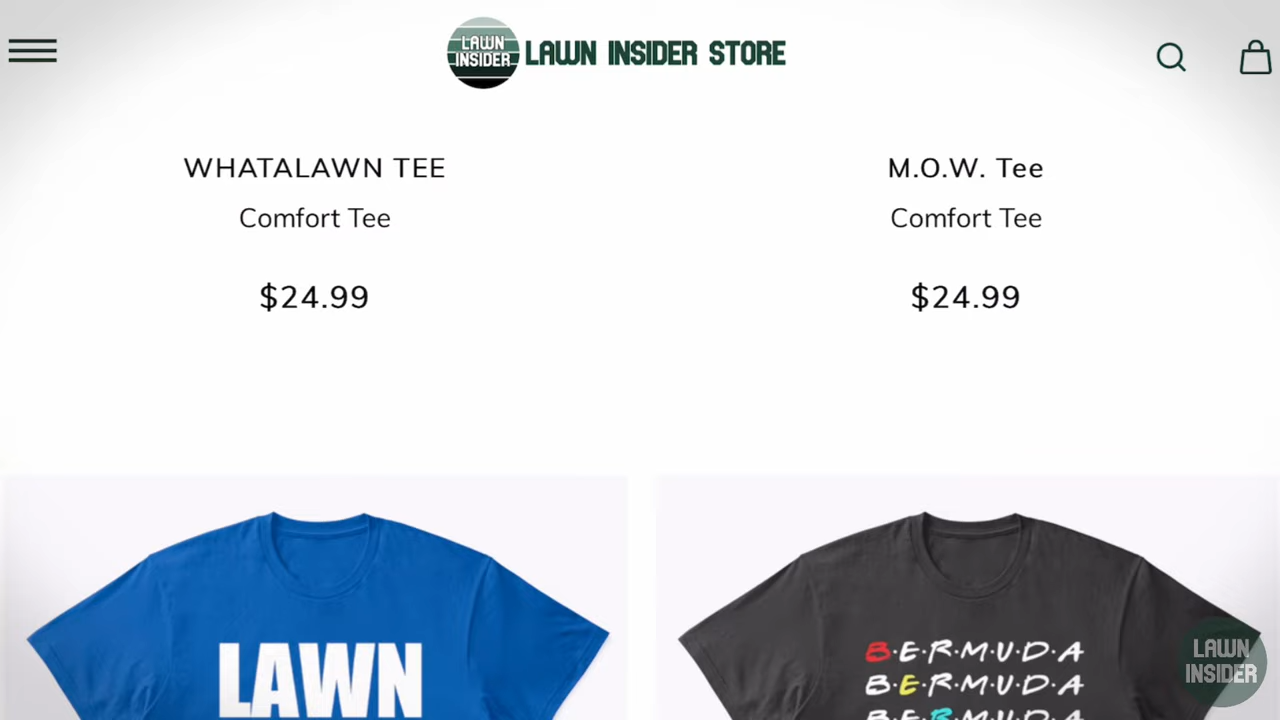 LAWN
INSIDER
LAWN INSIDER STORE
WHATALAWN TEE
M.O.W. Tee
Comfort Tee
Comfort Tee
$24.99
$24.99
LAWN
B·E·R·M·U·D·A
B·E·R·M·U·D·A
B·E·R·M·U·D·A
LAWN
INSIDER